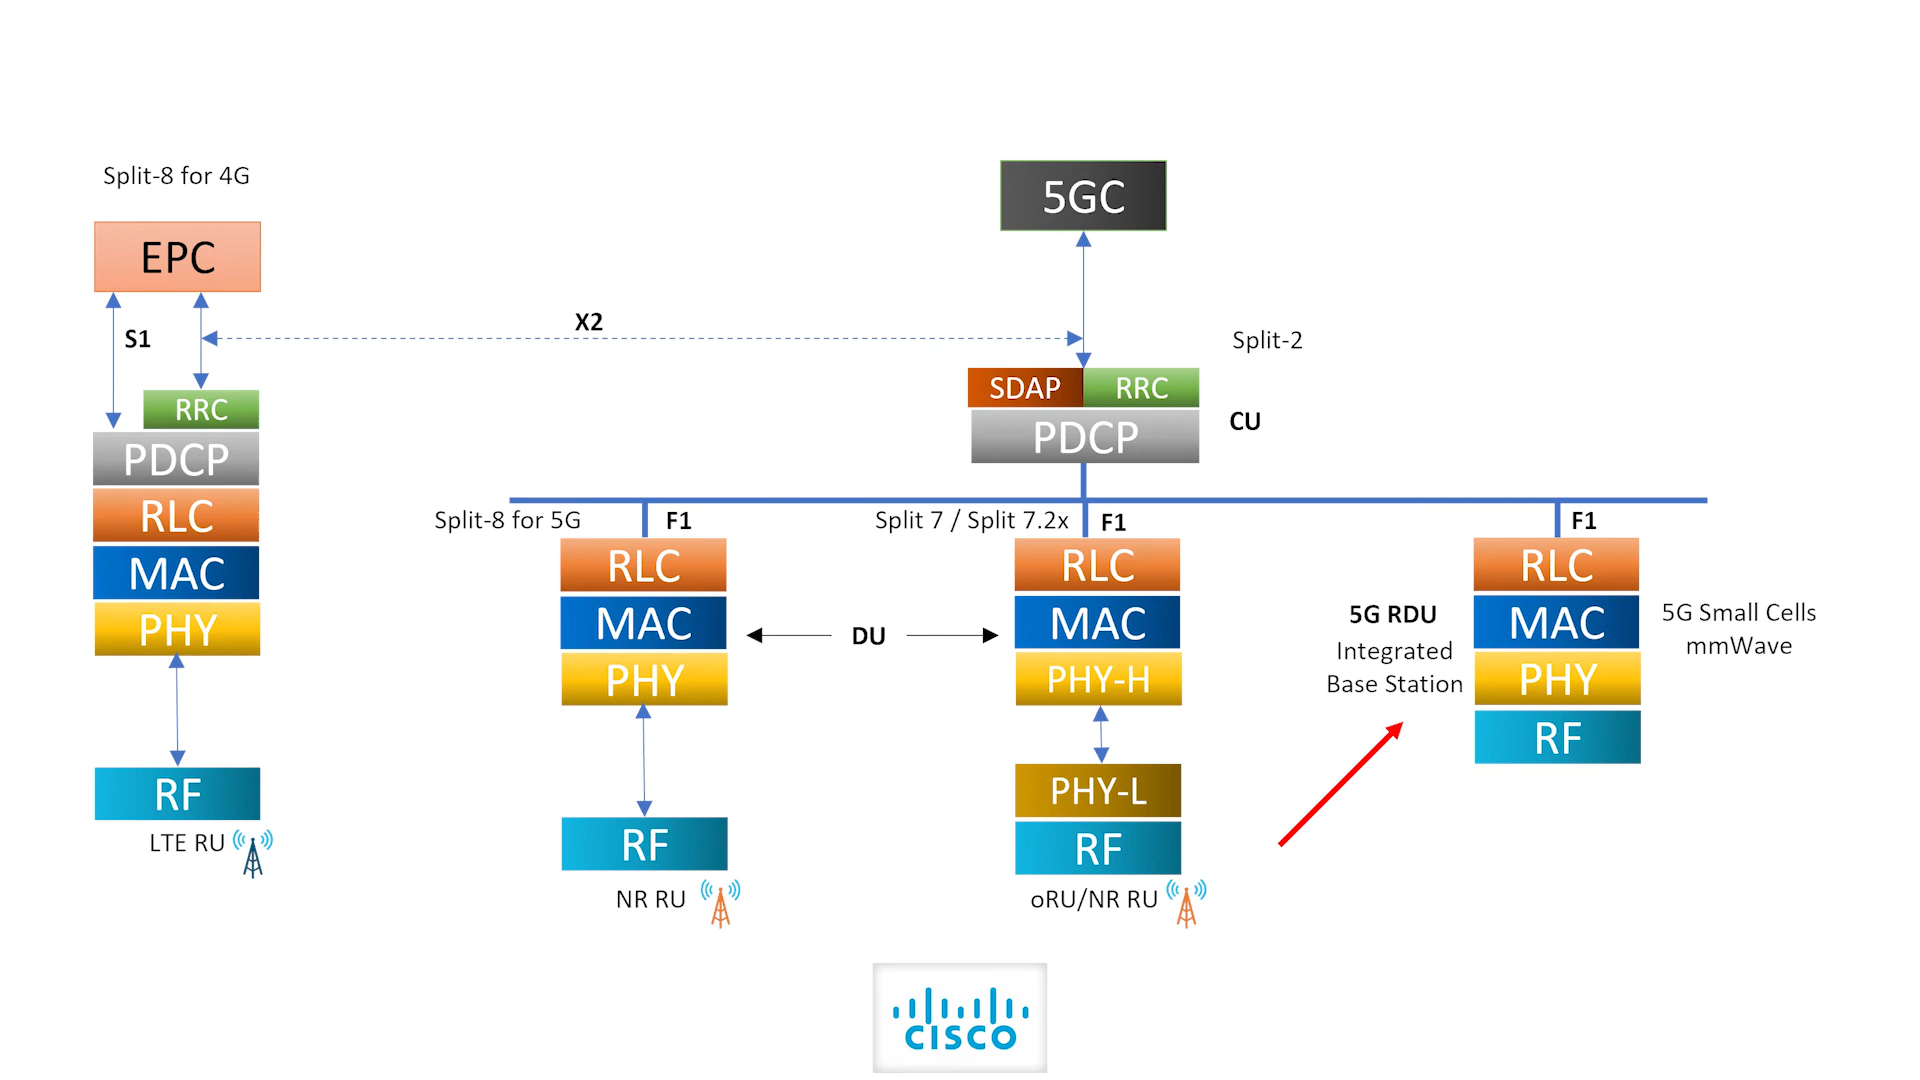 Split-8 for 4G
EPC
S1
RRC
PDCP
RLC
MAC
PHY
RF
LTE RU
X2
5GC
Split-2
SDAP
RRC
PDCP
CU
Split-8 for 5G
F1
RLC
MAC
PHY
RF
NR RU
DU
Split 7 / Split 7.2x
F1
RLC
MAC
PHY-H
PHY-L
RF
oRU/NR RU
5G RDU
Integrated
Base Station
F1
RLC
MAC
PHY
RF
5G Small Cells
mmWave
CISCO